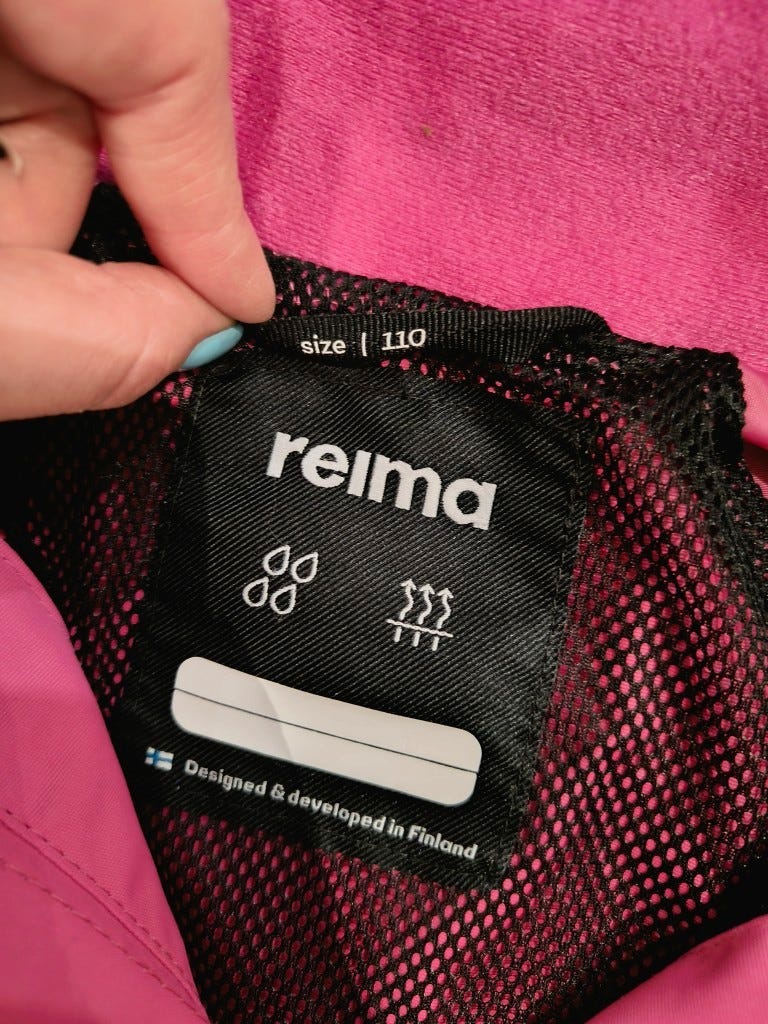 size | 110
reima
Designed & developed in Finland